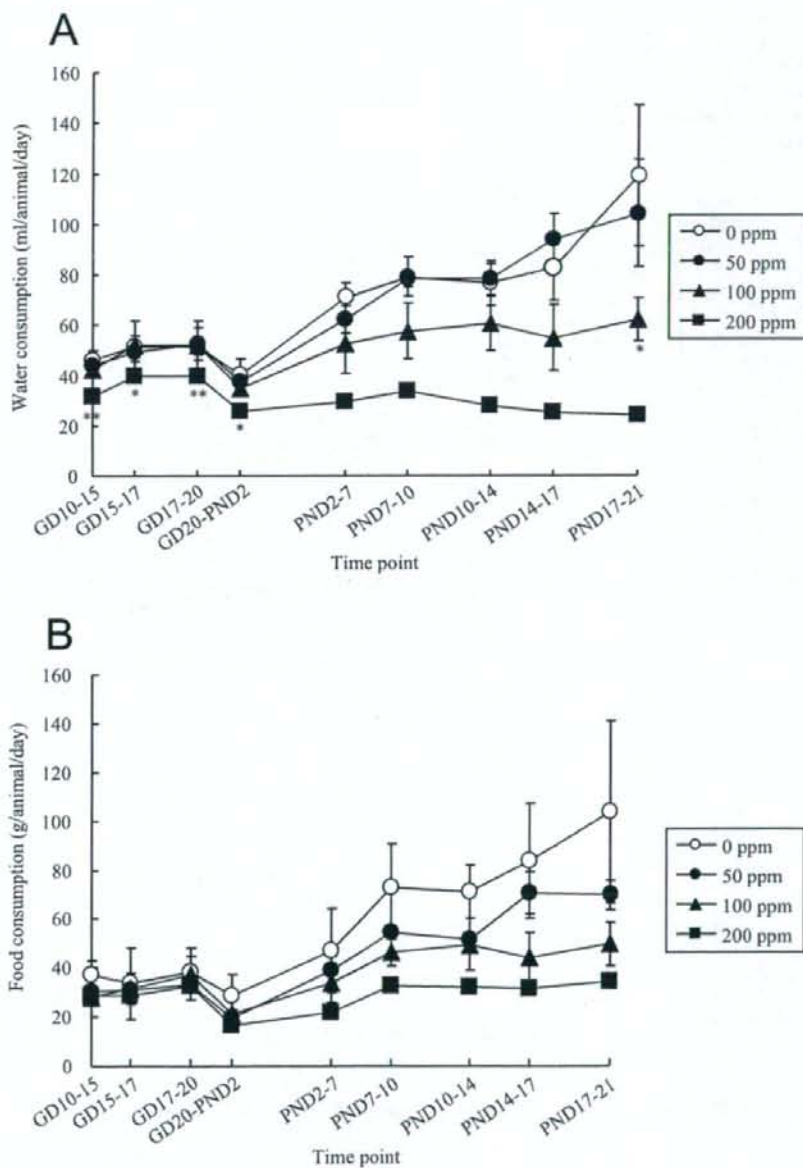 A
160
140
120
100
80
60
40
20
0
Water consumption (ml/animal/day)
** * ** * *
GD10-15 GD15-17 GD17-20 GD20-PND2 PND2-7 PND7-10 PND10-14 PND14-17 PND17-21
Time point
0 ppm
50 ppm
100 ppm
200 ppm
B
160
140
120
100
80
60
40
20
0
Food consumption (g/animal/day)
GD10-15 GD15-17 GD17-20 GD20-PND2 PND2-7 PND7-10 PND10-14 PND14-17 PND17-21
Time point
0 ppm
50 ppm
100 ppm
200 ppm